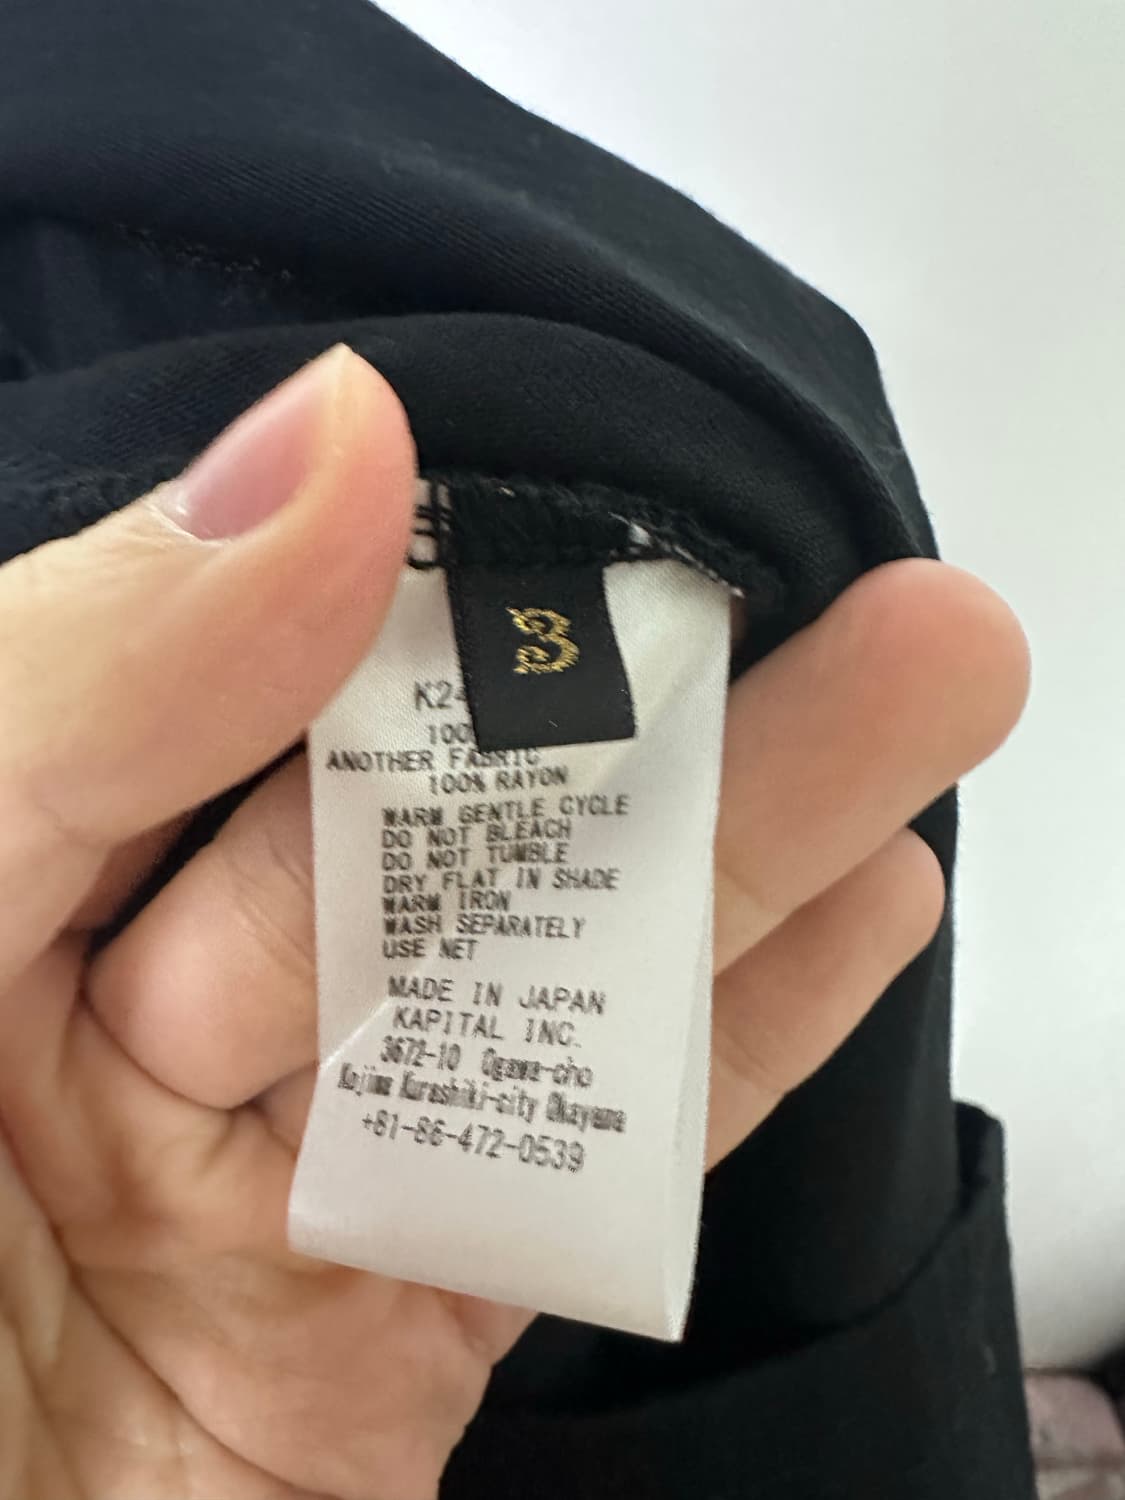 3
K24
100
ANOTHER FABRIC
100% RAYON
WARM GENTLE CYCLE
DO NOT BLEACH
DO NOT TUMBLE
DRY FLAT IN SHADE
WARM IRON
WASH SEPARATELY
USE NET
MADE IN JAPAN
KAPITAL INC.
3672-10 Ogawa-cho
Kojima Kurashiki-city Okayama
+81-86-472-0539